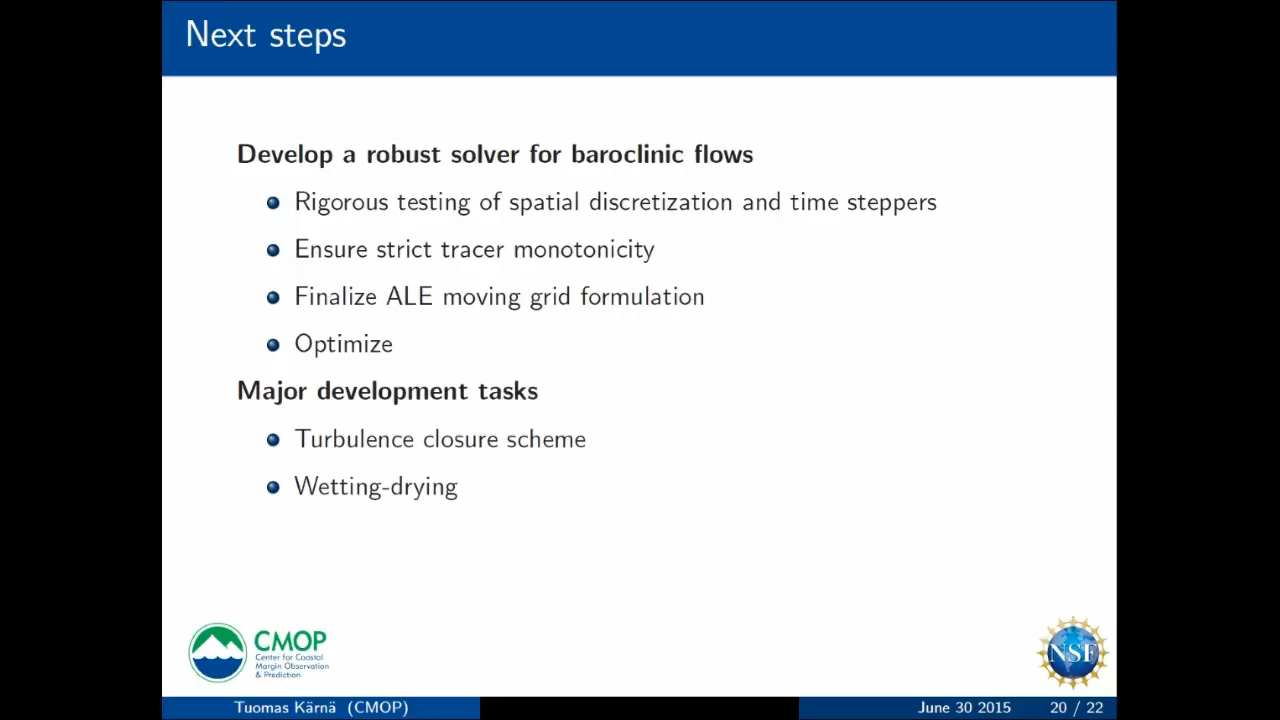 Next steps
Develop a robust solver for baroclinic flows
Rigorous testing of spatial discretization and time steppers
Ensure strict tracer monotonicity
Finalize ALE moving grid formulation
Optimize
Major development tasks
Turbulence closure scheme
Wetting-drying
CMOP
Center for Coastal
Margin Observation
& Prediction
NSF
Tuomas Kärnä (CMOP)
June 30 2015
20 / 22